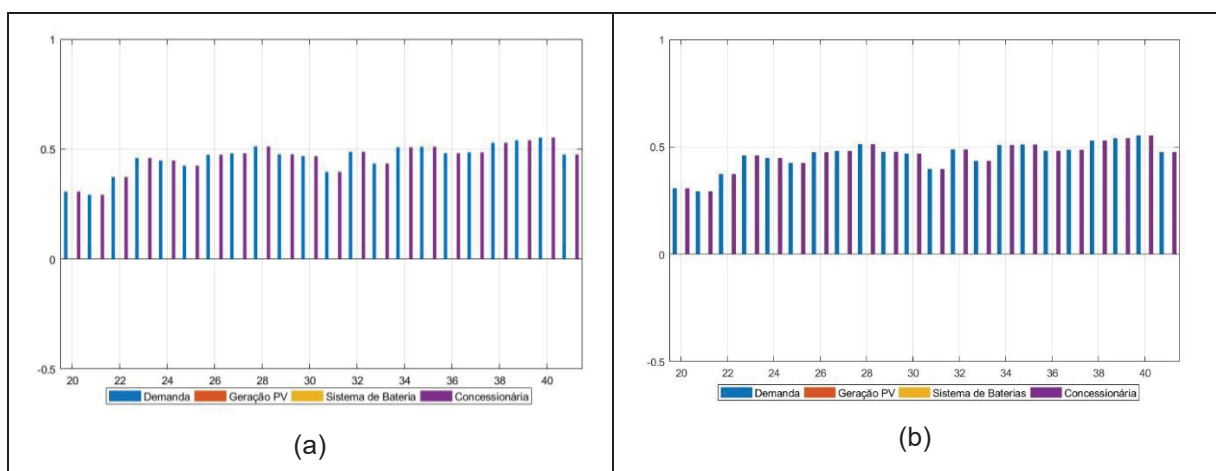 1
0.5
0
-0.5
20 22 24 26 28 30 32 34 36 38 40
Demanda Geração PV Sistema de Bateria Concessionária
(a)
1
0.5
0
-0.5
20 22 24 26 28 30 32 34 36 38 40
Demanda Geração PV Sistema de Baterias Concessionária
(b)